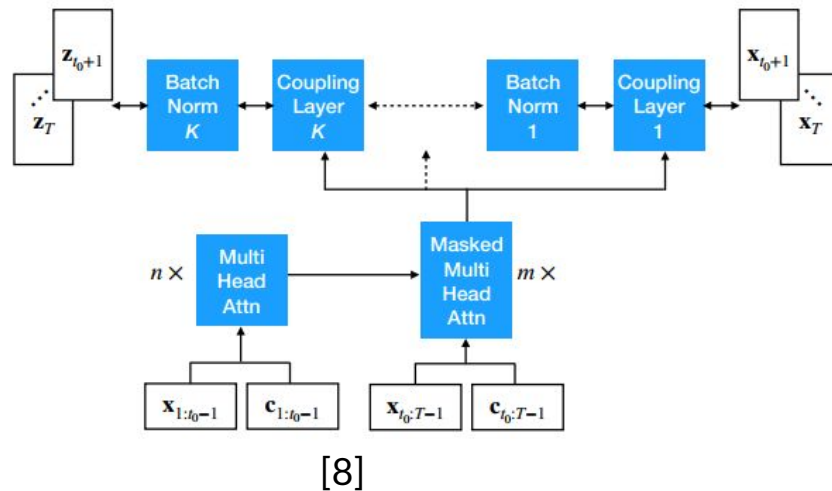 𝐳_{t₀+1}
⋱
𝐳_T
Batch
Norm
K
Coupling
Layer
K
Batch
Norm
1
Coupling
Layer
1
𝐱_{t₀+1}
⋱
𝐱_T
n ×
Multi
Head
Attn
Masked
Multi
Head
Attn
m ×
𝐱_{1:t₀−1}
𝐜_{1:t₀−1}
𝐱_{t₀:T−1}
𝐜_{t₀:T−1}
[8]